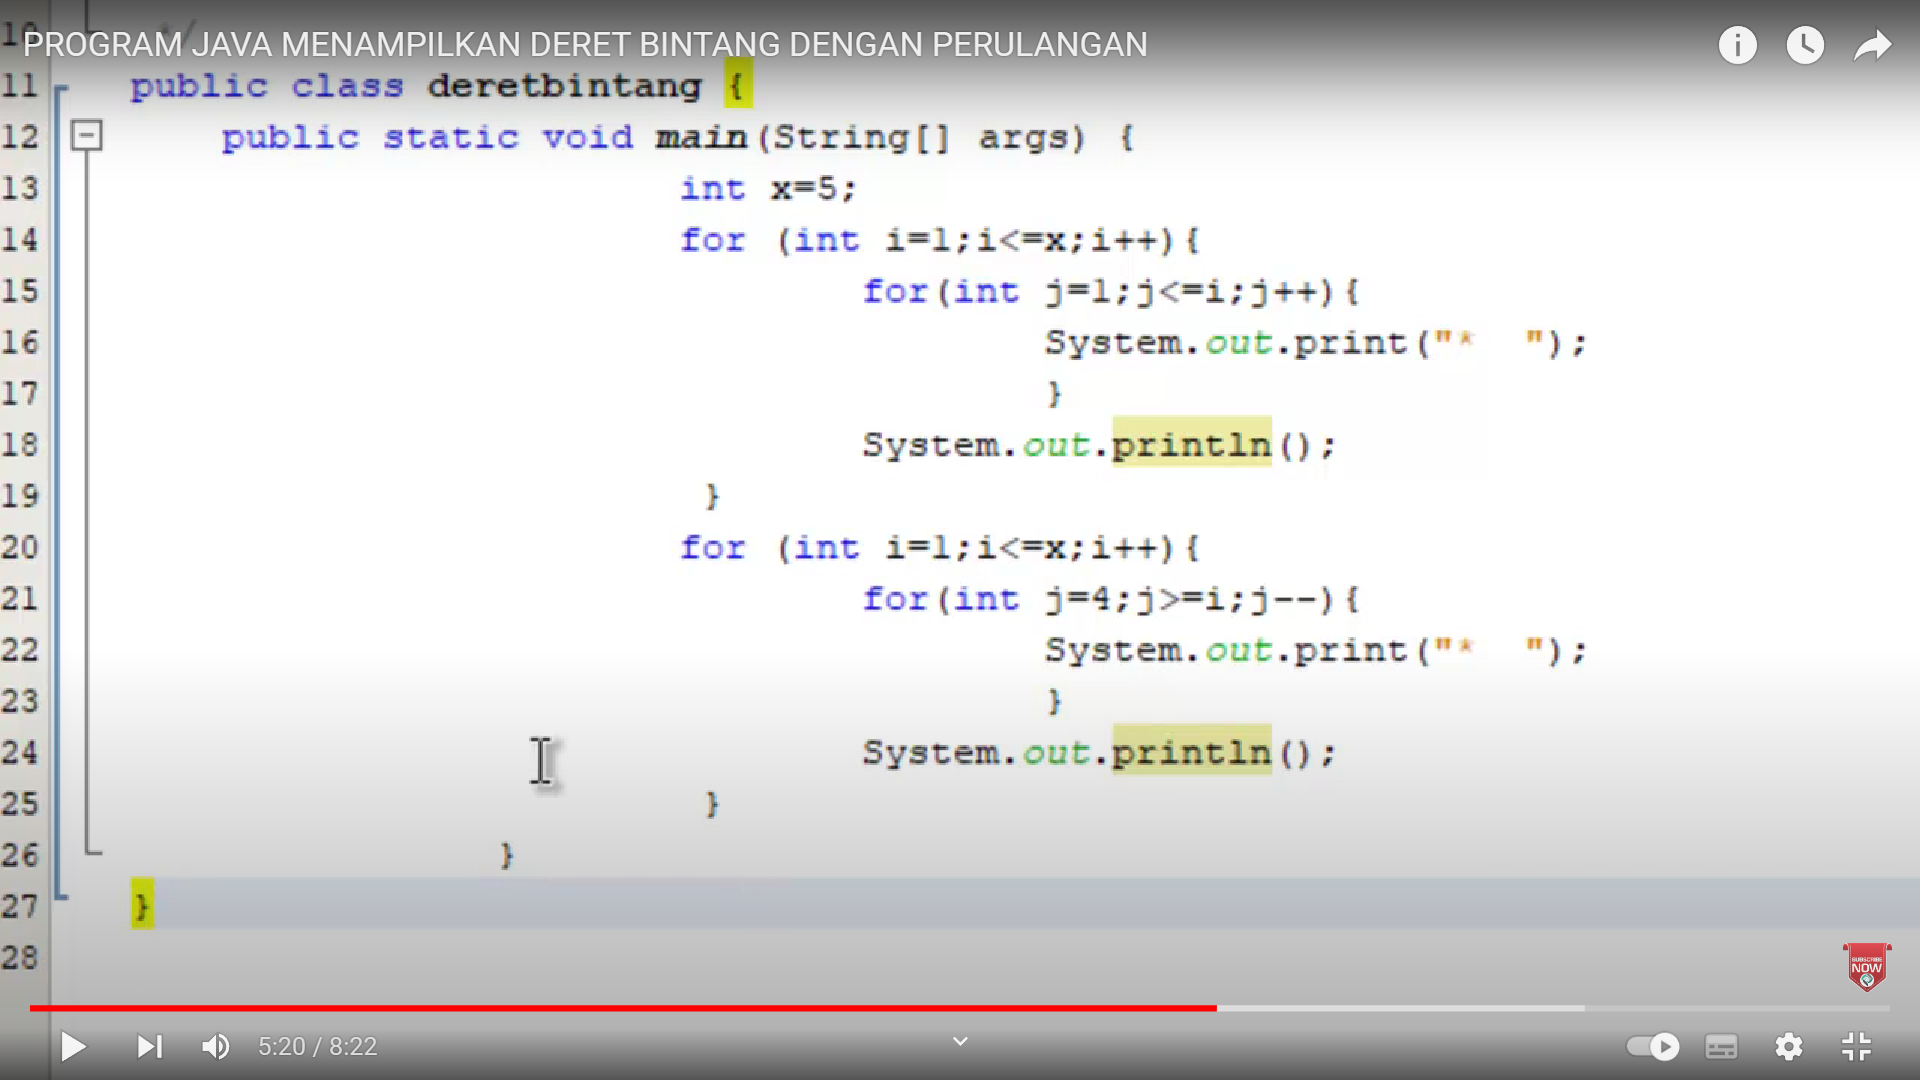 PROGRAM JAVA MENAMPILKAN DERET BINTANG DENGAN PERULANGAN
10 */
11 public class deretbintang {
12 public static void main(String[] args) {
13 int x=5;
14 for (int i=1;i<=x;i++){
15 for(int j=1;j<=i;j++){
16 System.out.print("*  ");
17 }
18 System.out.println();
19 }
20 for (int i=1;i<=x;i++){
21 for(int j=4;j>=i;j--){
22 System.out.print("*  ");
23 }
24 System.out.println();
25 }
26 }
27 }
28
SUBSCRIBE
NOW
5:20 / 8:22